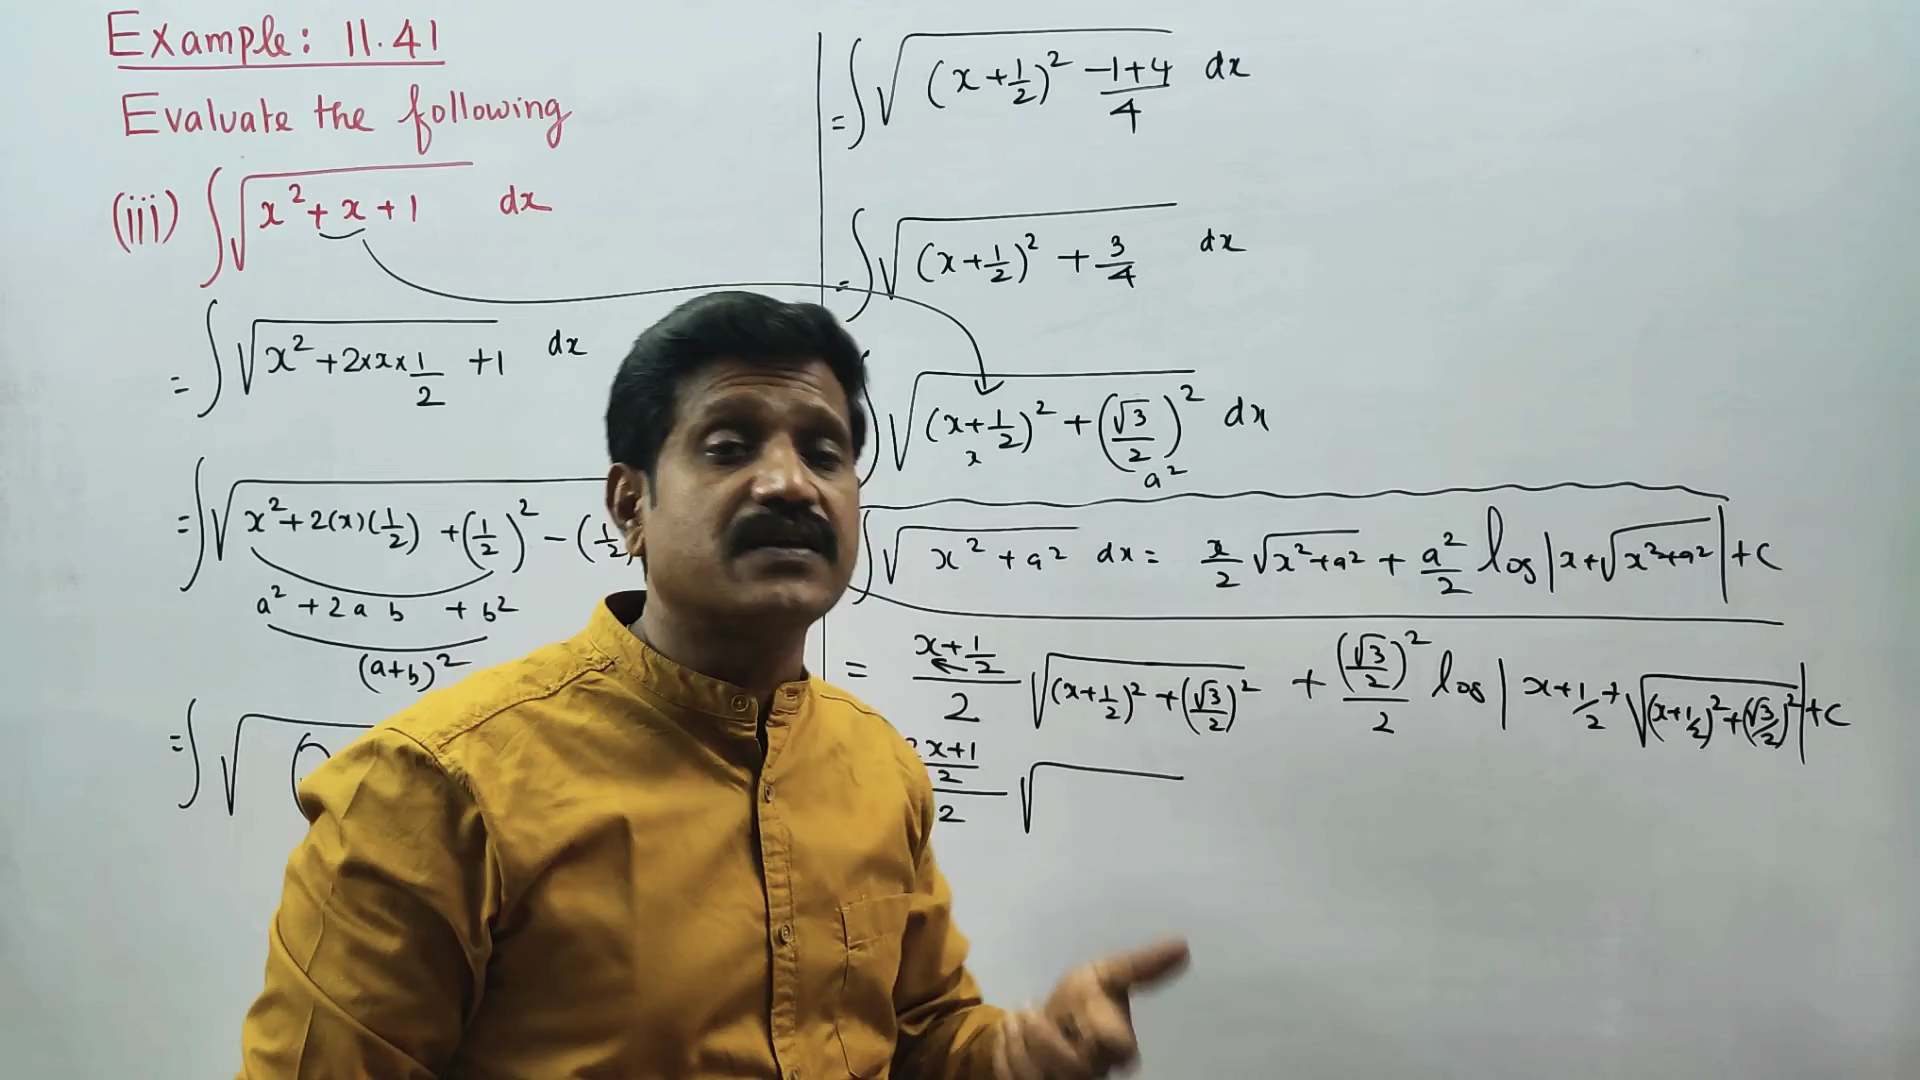 Example: 11.41
Evaluate the following
(iii) ∫√(x² + x + 1) dx
= ∫√(x² + 2×x×1/2 + 1) dx
= ∫√(x² + 2(x)(1/2) + (1/2)² − (1/2
a² + 2 a b + b²
(a+b)²
= ∫√(
= ∫√((x+1/2)² −1+4/4) dx
= ∫√((x+1/2)² + 3/4) dx
∫√((x+1/2)² + (√3/2)²) dx
x a²
∫√(x² + a²) dx = x/2 √(x²+a²) + a²/2 log|x+√(x²+a²)| + c
= (x+1/2)/2 √((x+1/2)² + (√3/2)²) + (√3/2)²/2 log|x+1/2+√((x+1/2)²+(√3/2)²)| + c
2x+1/2/2 √